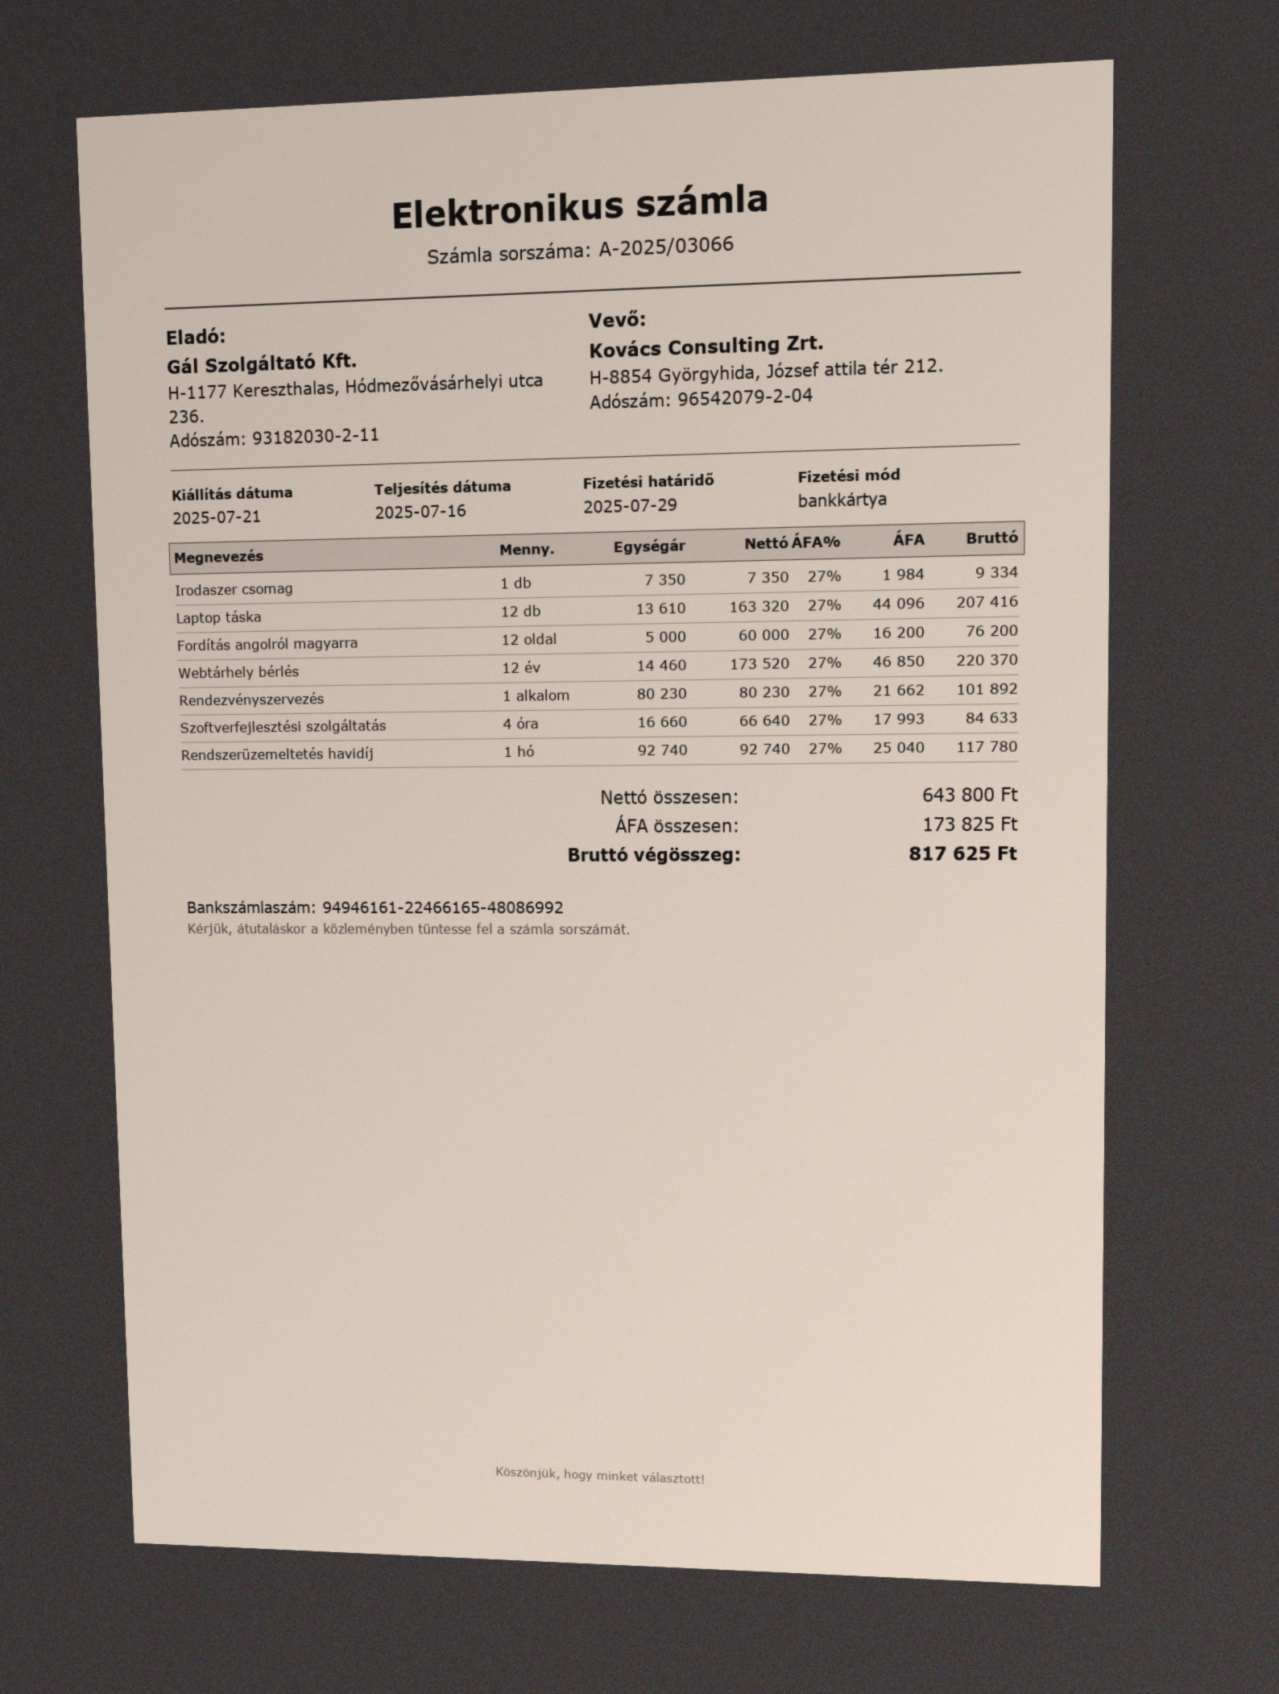 Elektronikus számla
Számla sorszáma: A-2025/03066
Eladó:
Gál Szolgáltató Kft.
H-1177 Kereszthalas, Hódmezővásárhelyi utca
236.
Adószám: 93182030-2-11
Vevő:
Kovács Consulting Zrt.
H-8854 Györgyhida, József attila tér 212.
Adószám: 96542079-2-04
Kiállítás dátuma Teljesítés dátuma Fizetési határidő Fizetési mód
2025-07-21 2025-07-16 2025-07-29 bankkártya
Megnevezés Menny. Egységár Nettó ÁFA% ÁFA Bruttó
Irodaszer csomag 1 db 7 350 7 350 27% 1 984 9 334
Laptop táska 12 db 13 610 163 320 27% 44 096 207 416
Fordítás angolról magyarra 12 oldal 5 000 60 000 27% 16 200 76 200
Webtárhely bérlés 12 év 14 460 173 520 27% 46 850 220 370
Rendezvényszervezés 1 alkalom 80 230 80 230 27% 21 662 101 892
Szoftverfejlesztési szolgáltatás 4 óra 16 660 66 640 27% 17 993 84 633
Rendszerüzemeltetés havidíj 1 hó 92 740 92 740 27% 25 040 117 780
Nettó összesen: 643 800 Ft
ÁFA összesen: 173 825 Ft
Bruttó végösszeg: 817 625 Ft
Bankszámlaszám: 94946161-22466165-48086992
Kérjük, átutaláskor a közleményben tüntesse fel a számla sorszámát.
Köszönjük, hogy minket választott!